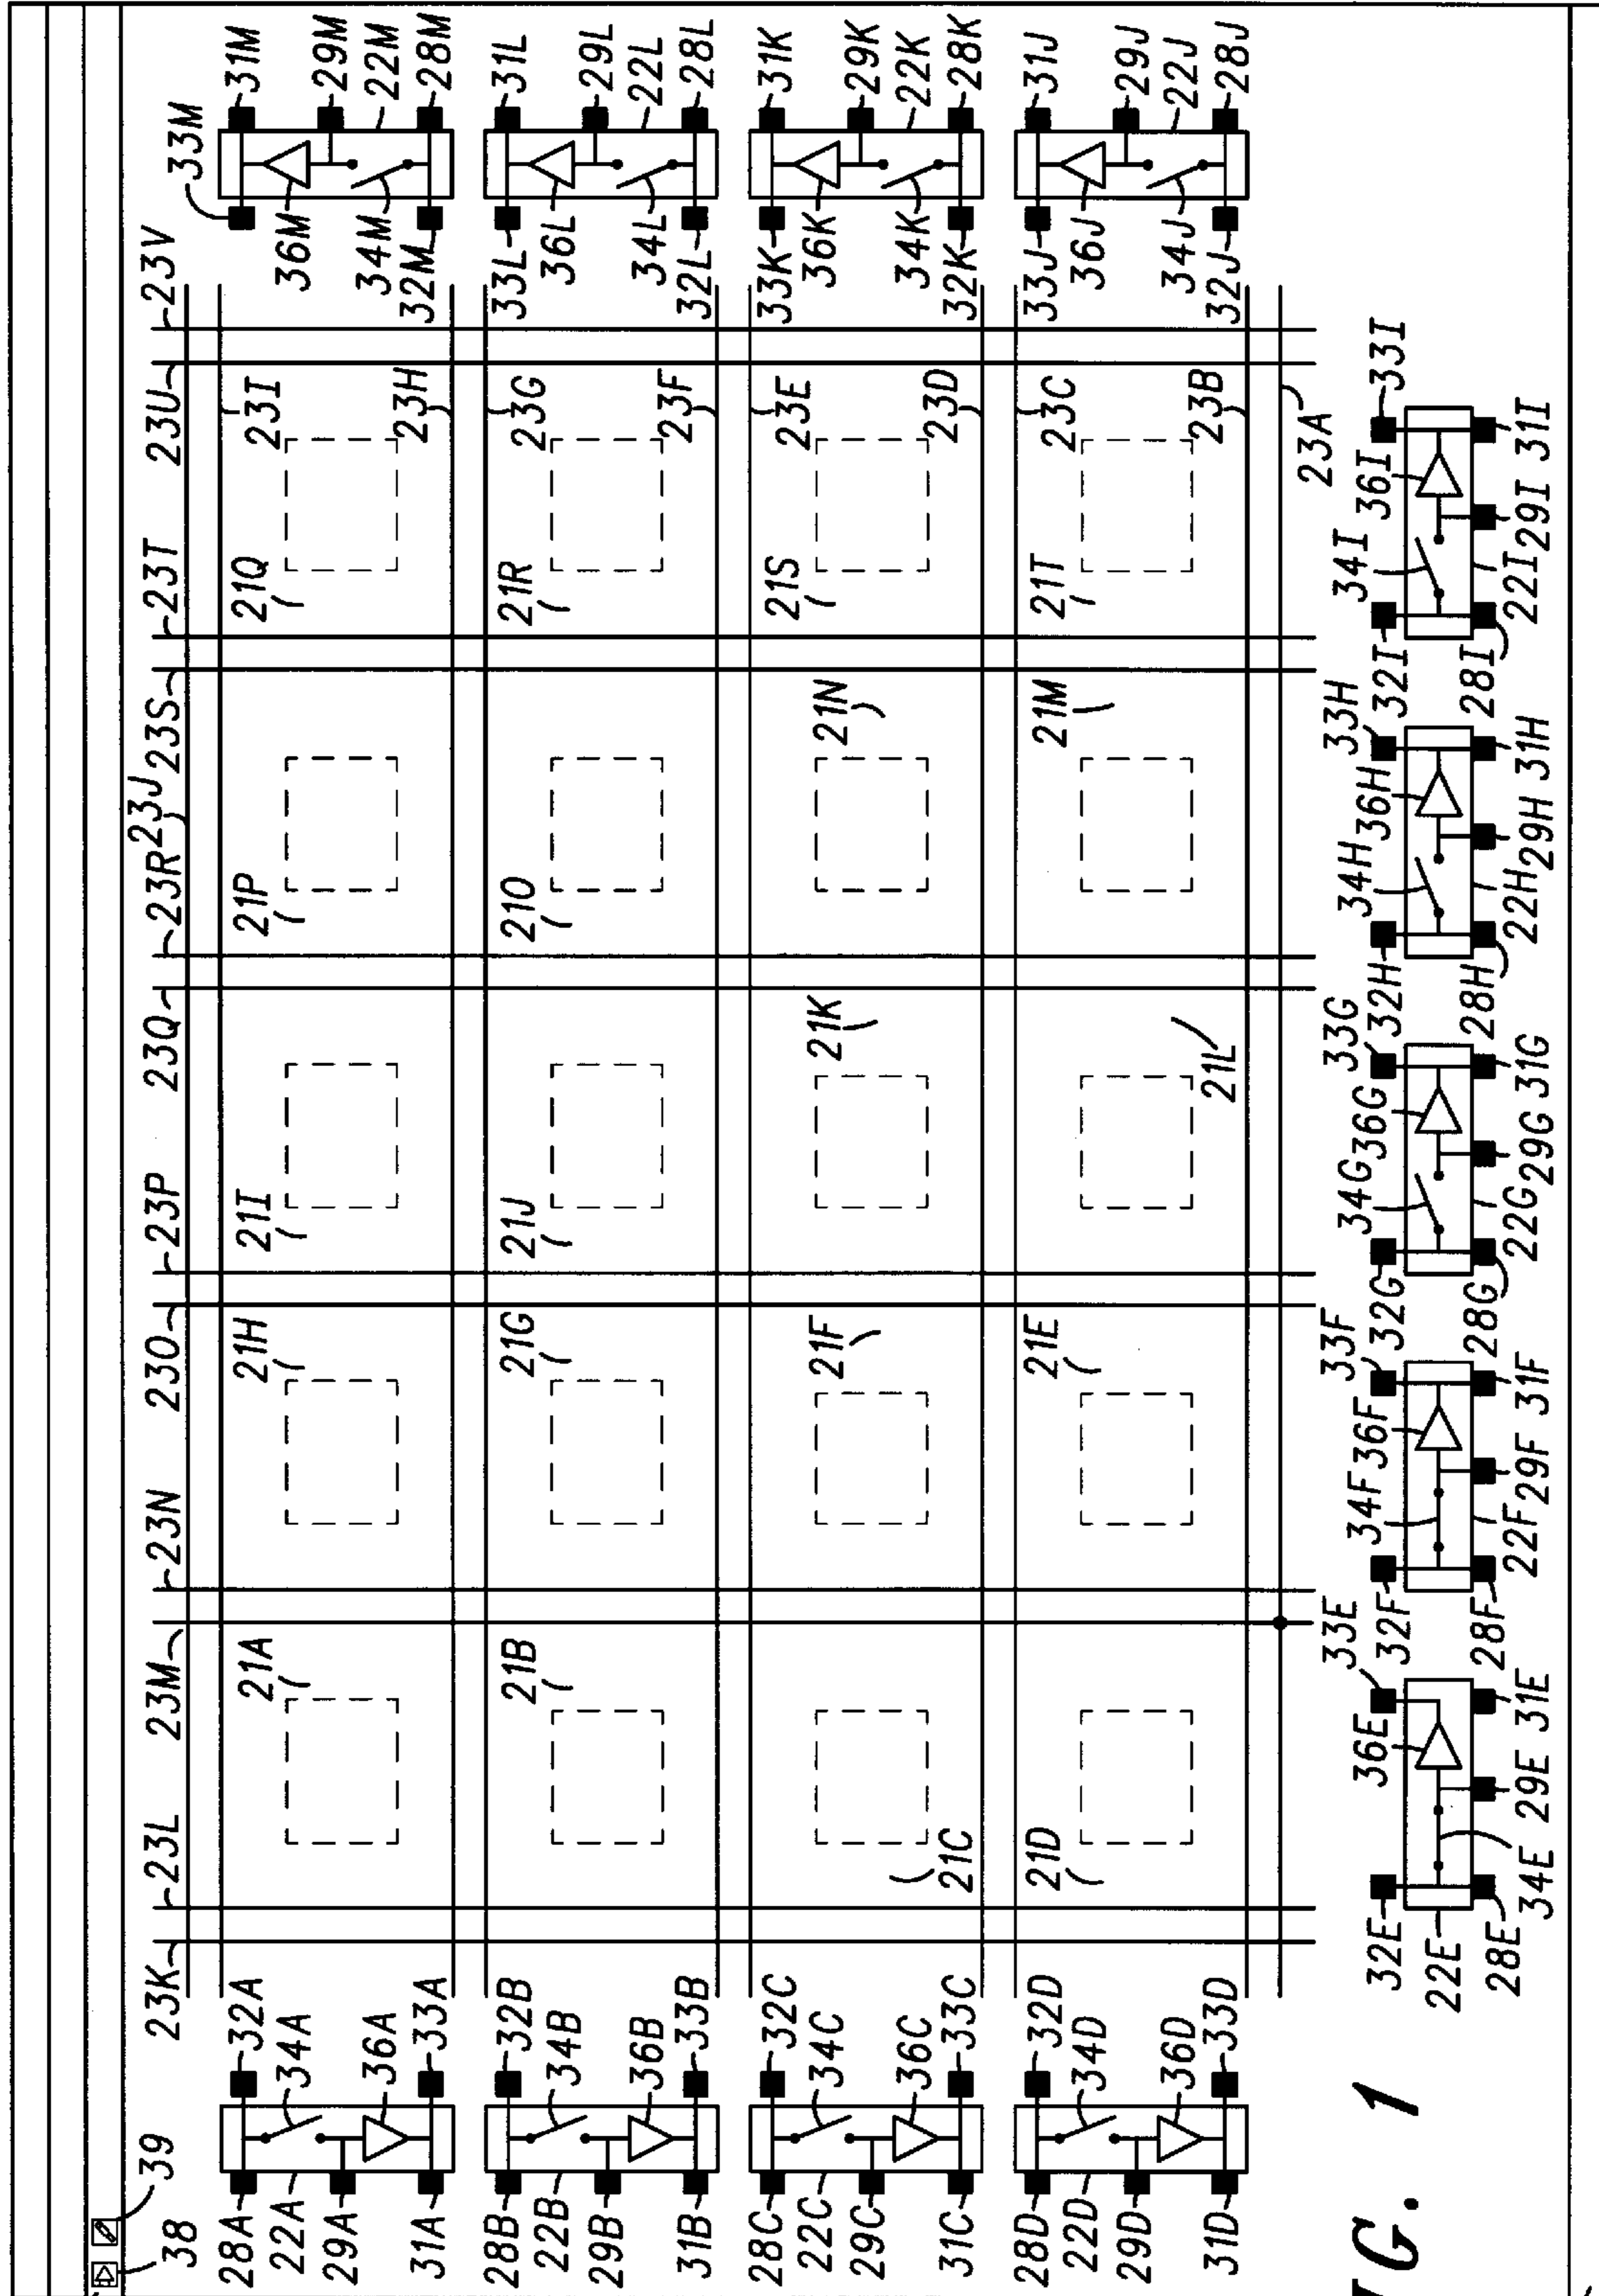 39
38
23K 23L 23M 23N 23O 23P 23Q 23R 23J 23S 23T 23U 23V 33M
28A 32A 21A 21H 21I 21P 21Q 23I 36M 31M
22A 34A 29M
29A 36A 34M 22M
31A 33A 23H 32M 28M
28B 32B 21B 21G 21J 21O 21R 23G 33L 31L
22B 34B 36L 29L
29B 36B 34L 22L
31B 33B 23F 32L 28L
28C 32C 21F 21K 21N 21S 23E 33K 31K
22C 34C 36K 29K
29C 36C 34K 22K
31C 33C 21C 23D 32K 28K
28D 32D 21D 21E 21M 21T 23C 33J 31J
22D 34D 36J 29J
29D 36D 34J 22J
31D 33D 21L 23B 32J 28J
23A
33E 33F 33G 33H
36E 34F 36F 34G 36G 34H 36H 34I 36I 33I
32E 32F 32G 32H 32I
22E
28E 28F 28G 28H 28I
34E 29E 31E 22F 29F 31F 22G 29G 31G 22H 29H 31H 22I 29I 31I
G. 1